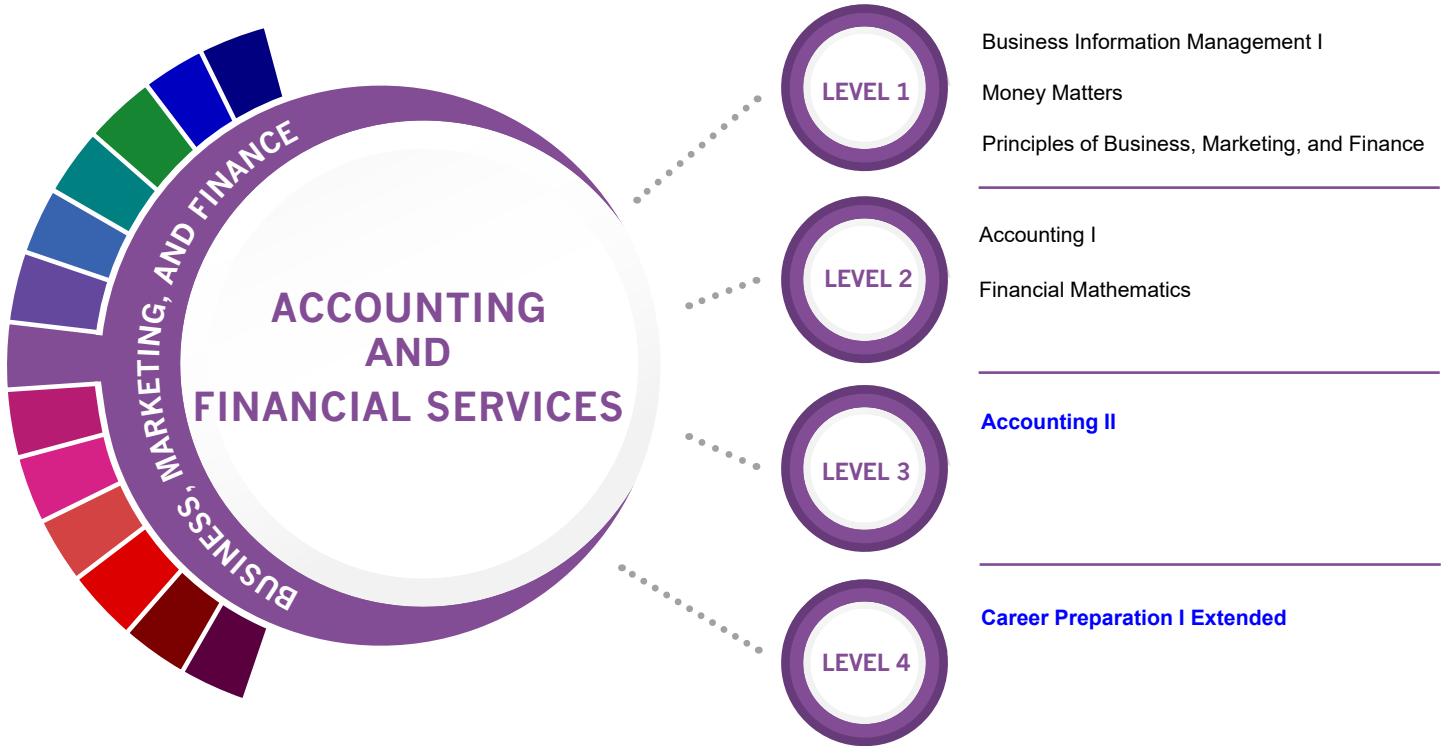 BUSINESS, MARKETING, AND FINANCE
ACCOUNTING
AND
FINANCIAL SERVICES
LEVEL 1
Business Information Management I
Money Matters
Principles of Business, Marketing, and Finance
LEVEL 2
Accounting I
Financial Mathematics
LEVEL 3
Accounting II
LEVEL 4
Career Preparation I Extended